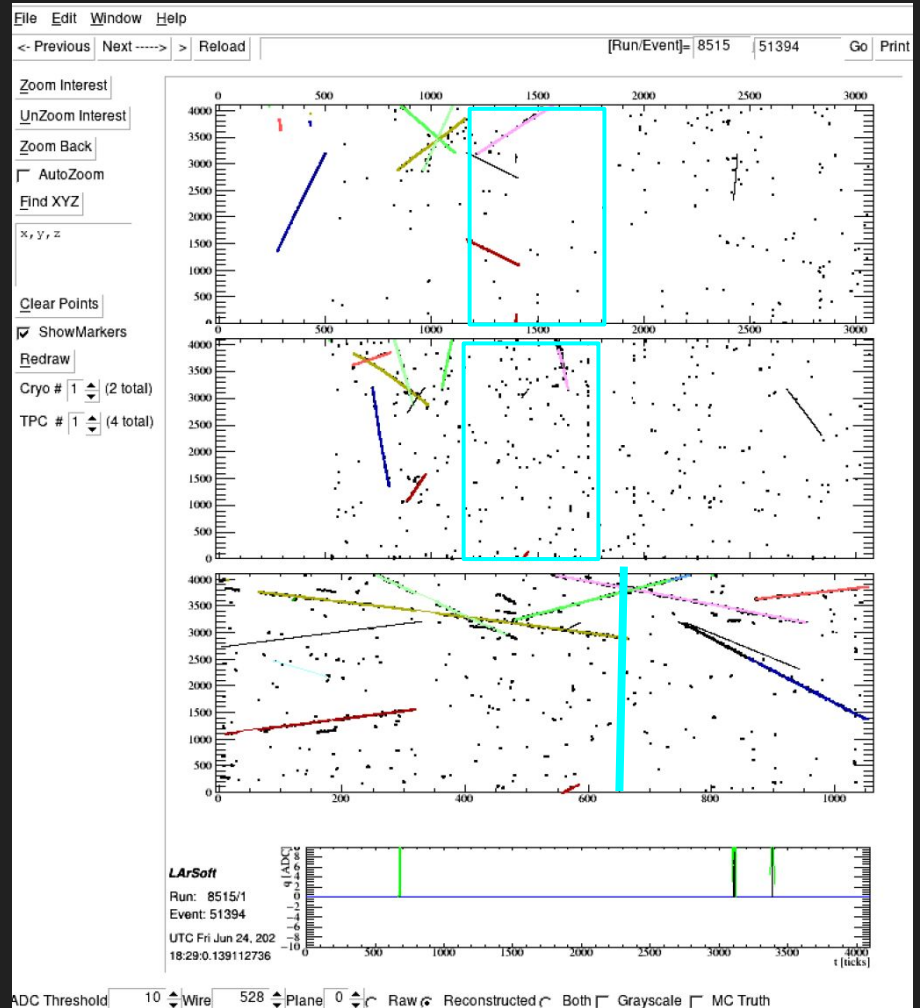 File Edit Window Help
<- Previous Next -----> > Reload [Run/Event]= 8515 51394 Go Print
Zoom Interest
UnZoom Interest
Zoom Back
AutoZoom
Find XYZ
x,y,z
Clear Points
ShowMarkers
Redraw
Cryo # 1 (2 total)
TPC # 1 (4 total)
0 500 1000 1500 2000 2500 3000
4000
3500
3000
2500
2000
1500
1000
500
0
0 500 1000 1500 2000 2500 3000
4000
3500
3000
2500
2000
1500
1000
500
0
4000
3500
3000
2500
2000
1500
1000
500
0
0 200 400 600 800 1000
LArSoft
Run: 8515/1
Event: 51394
UTC Fri Jun 24, 202
18:29:0.139112736
q [ADC]
8
6
4
2
0
−2
−4
−6
−8
−10
0 500 1000 1500 2000 2500 3000 3500 4000
t [ticks]
ADC Threshold 10 Wire 528 Plane 0 Raw Reconstructed Both Grayscale MC Truth